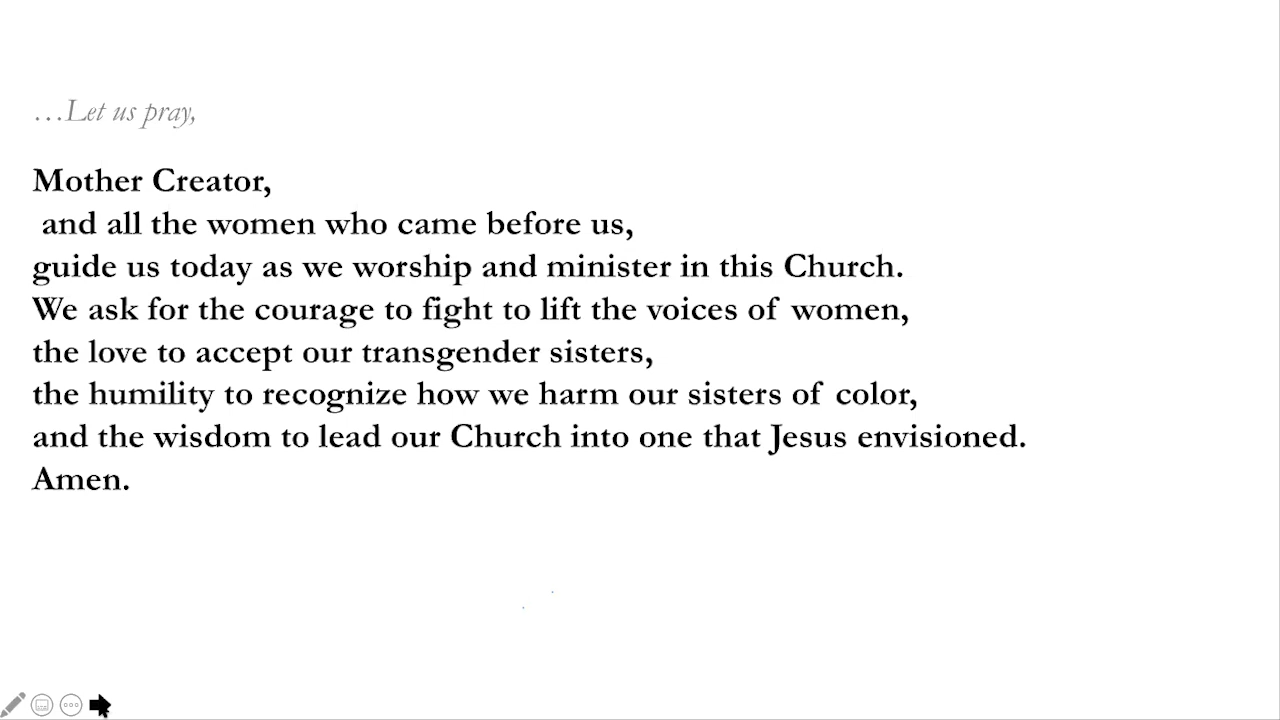 …Let us pray,
Mother Creator,
and all the women who came before us,
guide us today as we worship and minister in this Church.
We ask for the courage to fight to lift the voices of women,
the love to accept our transgender sisters,
the humility to recognize how we harm our sisters of color,
and the wisdom to lead our Church into one that Jesus envisioned.
Amen.